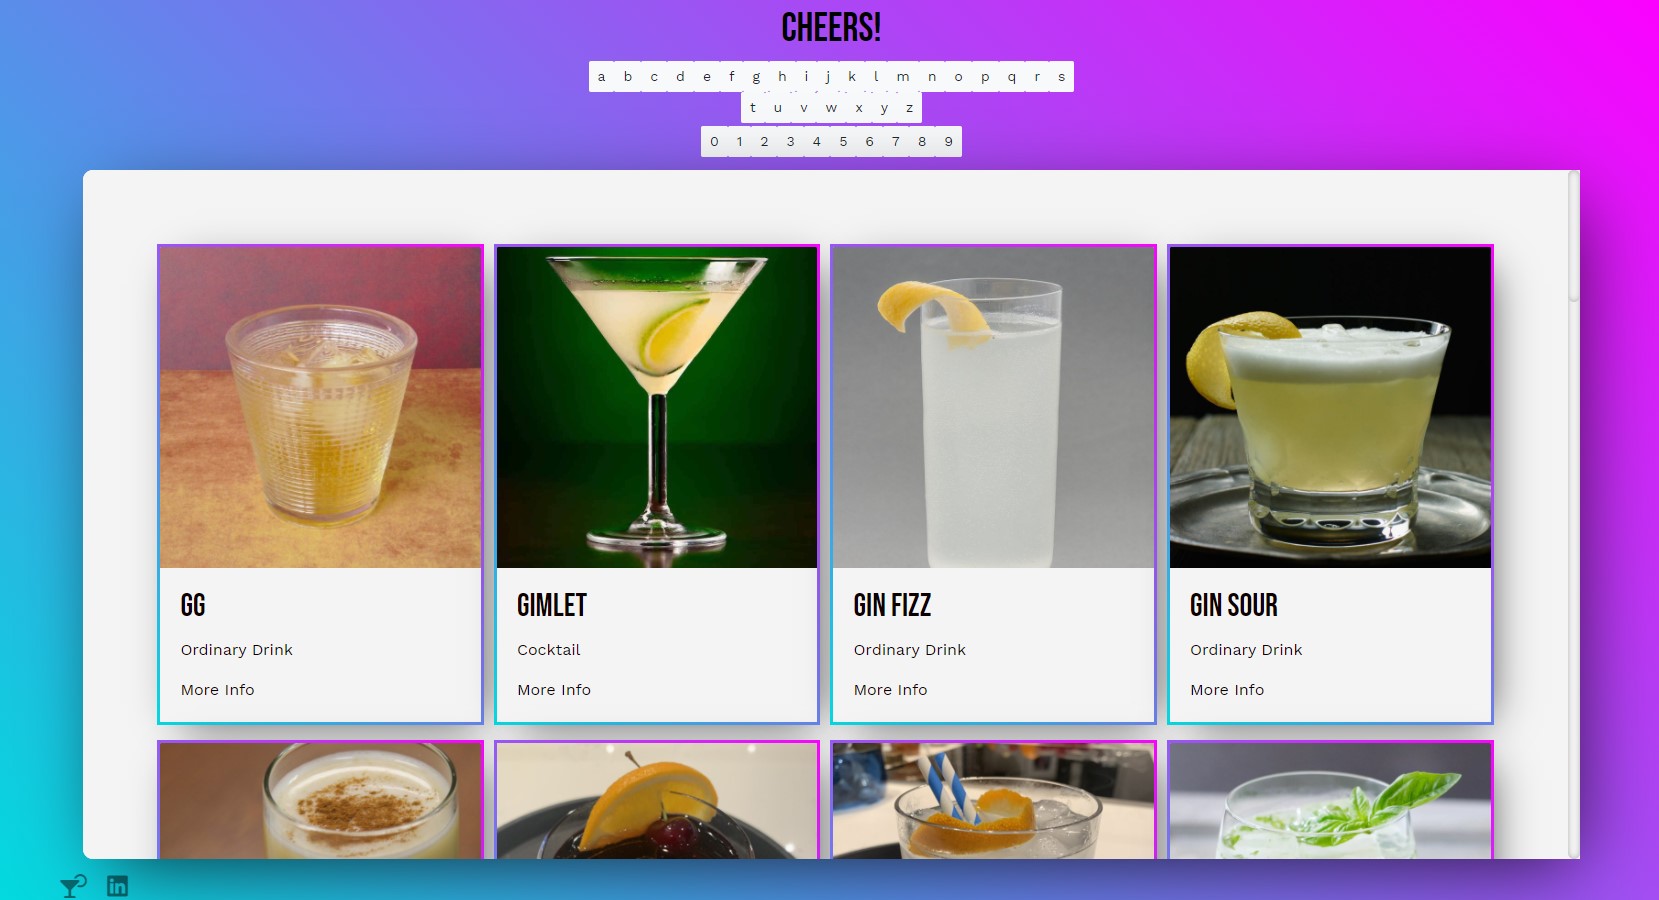 CHEERS!
a b c d e f g h i j k l m n o p q r s
t u v w x y z
0 1 2 3 4 5 6 7 8 9
GG
Ordinary Drink
More Info
GIMLET
Cocktail
More Info
GIN FIZZ
Ordinary Drink
More Info
GIN SOUR
Ordinary Drink
More Info
in